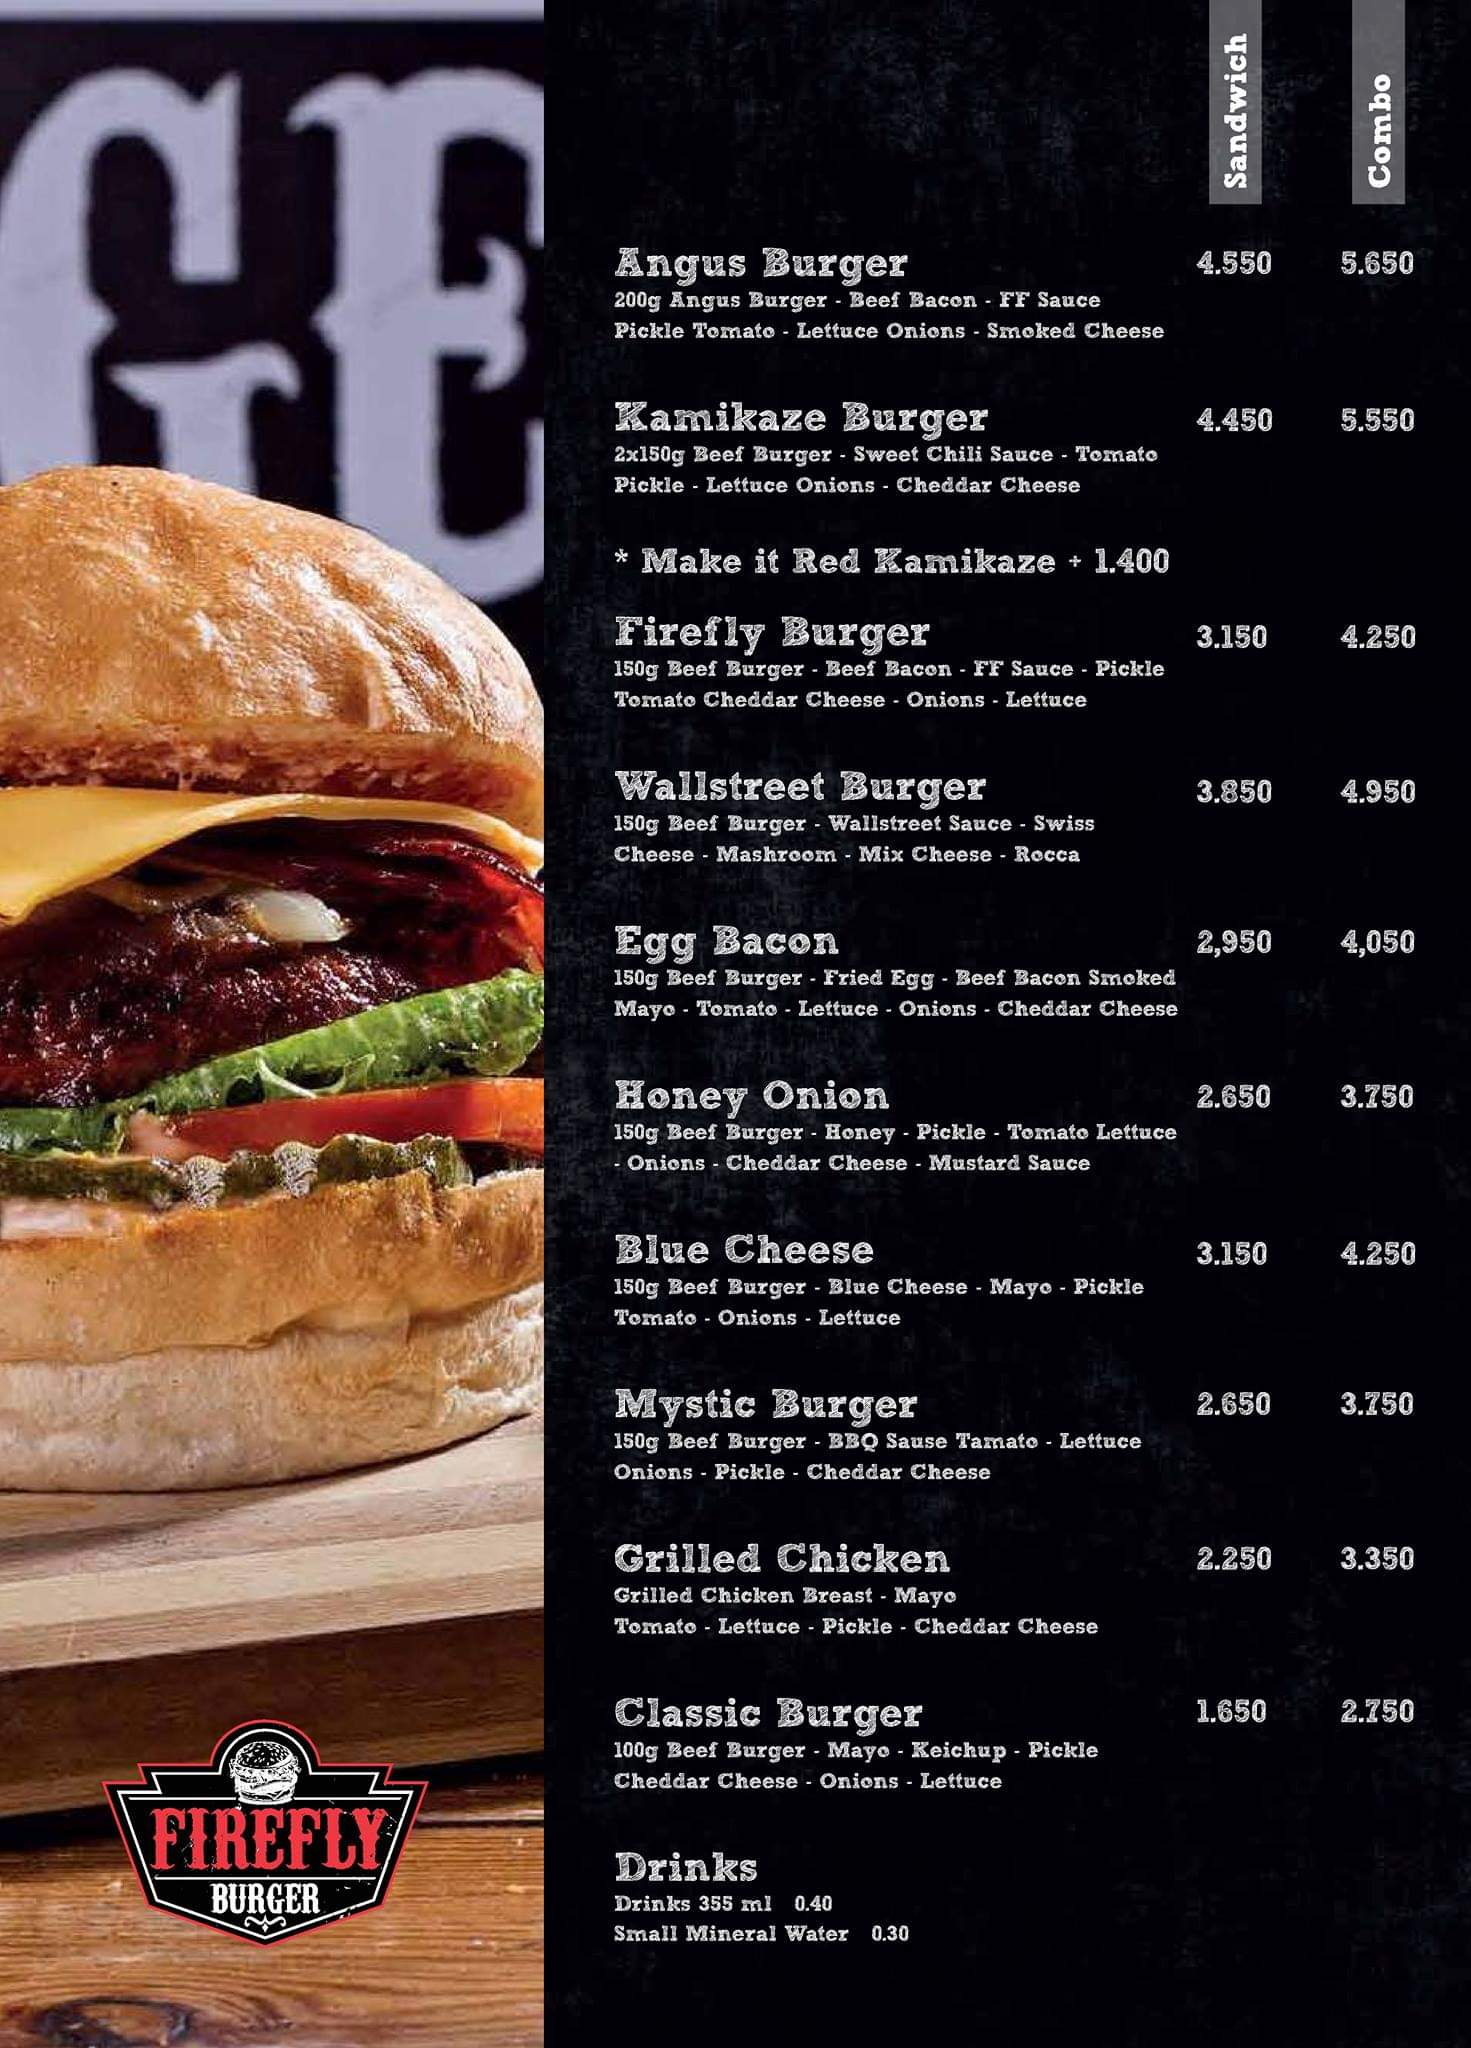 GE
Sandwich Combo
Angus Burger 4.550 5.650
200g Angus Burger - Beef Bacon - FF Sauce
Pickle Tomato - Lettuce Onions - Smoked Cheese
Kamikaze Burger 4.450 5.550
2x150g Beef Burger - Sweet Chili Sauce - Tomato
Pickle - Lettuce Onions - Cheddar Cheese
* Make it Red Kamikaze + 1.400
Firefly Burger 3.150 4.250
150g Beef Burger - Beef Bacon - FF Sauce - Pickle
Tomato Cheddar Cheese - Onions - Lettuce
Wallstreet Burger 3.850 4.950
150g Beef Burger - Wallstreet Sauce - Swiss
Cheese - Mashroom - Mix Cheese - Rocca
Egg Bacon 2,950 4,050
150g Beef Burger - Fried Egg - Beef Bacon Smoked
Mayo - Tomato - Lettuce - Onions - Cheddar Cheese
Honey Onion 2.650 3.750
150g Beef Burger - Honey - Pickle - Tomato Lettuce
- Onions - Cheddar Cheese - Mustard Sauce
Blue Cheese 3.150 4.250
150g Beef Burger - Blue Cheese - Mayo - Pickle
Tomato - Onions - Lettuce
Mystic Burger 2.650 3.750
150g Beef Burger - BBQ Sause Tamato - Lettuce
Onions - Pickle - Cheddar Cheese
Grilled Chicken 2.250 3.350
Grilled Chicken Breast - Mayo
Tomato - Lettuce - Pickle - Cheddar Cheese
Classic Burger 1.650 2.750
100g Beef Burger - Mayo - Keichup - Pickle
Cheddar Cheese - Onions - Lettuce
Drinks
Drinks 355 ml 0.40
Small Mineral Water 0.30
FIREFLY
BURGER